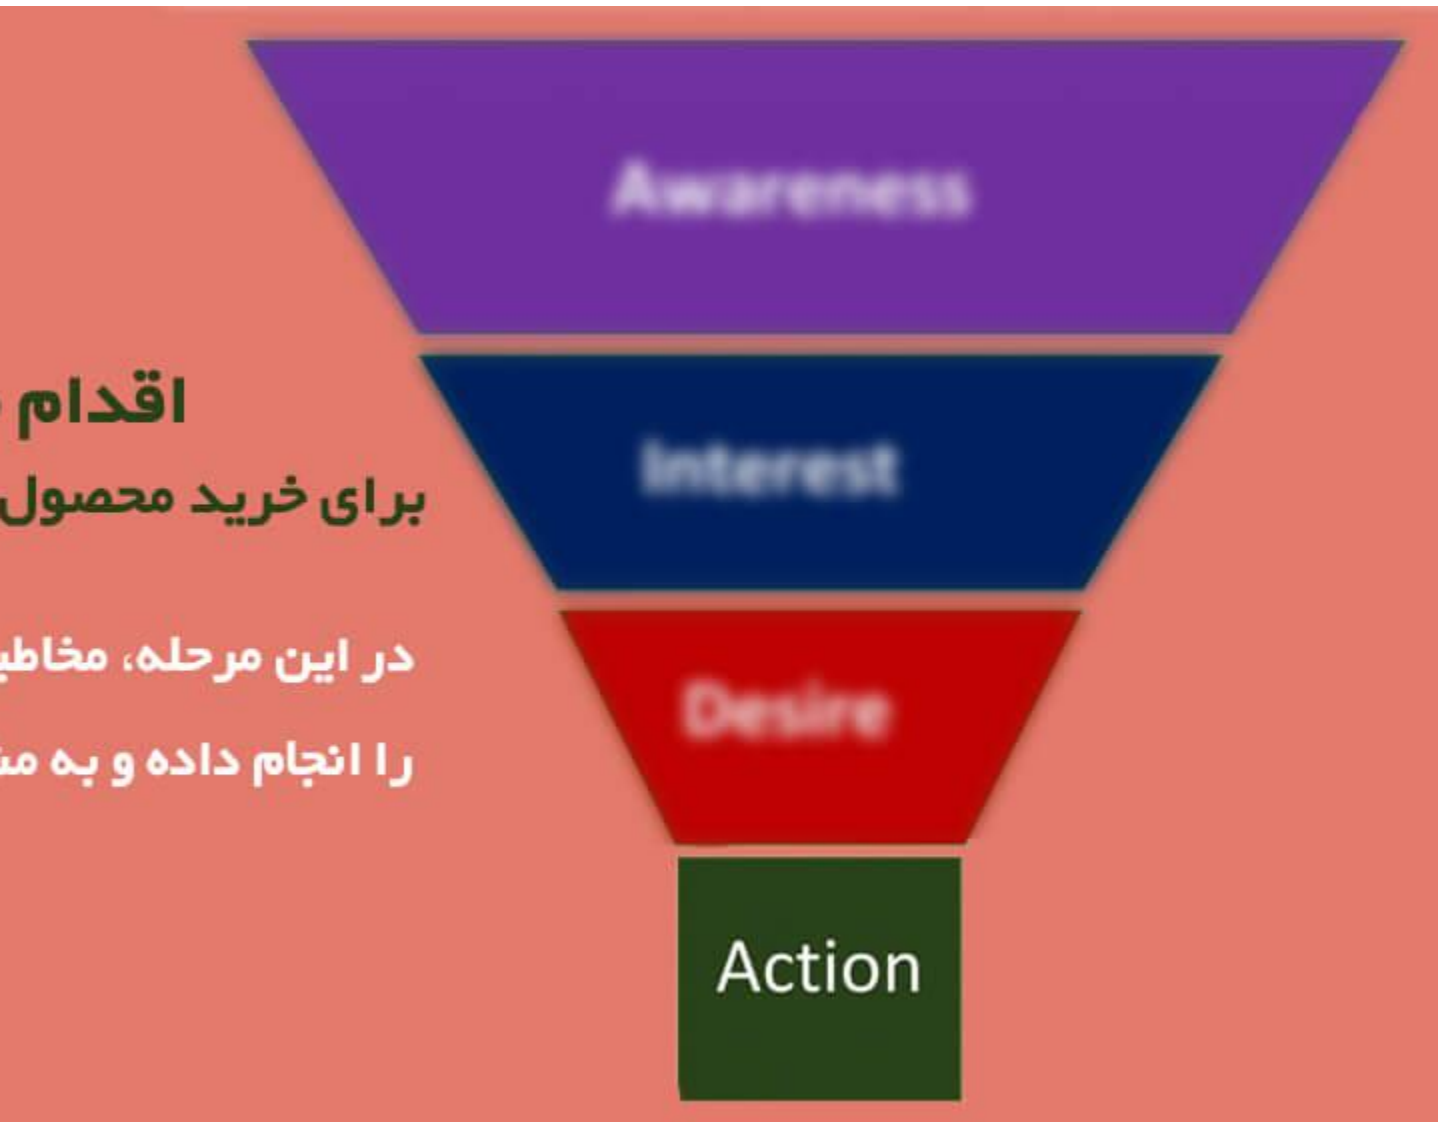 Awareness
Interest
Desire
Action
اقدام
برای خرید محصول
در این مرحله،
را انجام داده و به